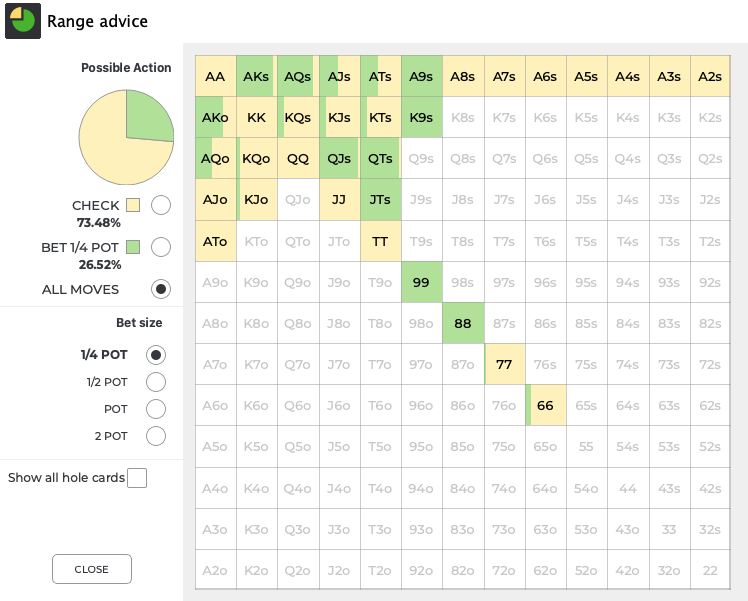 Range advice
Possible Action
CHECK
73.48%
BET 1/4 POT
26.52%
ALL MOVES
Bet size
1/4 POT
1/2 POT
POT
2 POT
Show all hole cards
CLOSE
AA AKs AQs AJs ATs A9s A8s A7s A6s A5s A4s A3s A2s
AKo KK KQs KJs KTs K9s K8s K7s K6s K5s K4s K3s K2s
AQo KQo QQ QJs QTs Q9s Q8s Q7s Q6s Q5s Q4s Q3s Q2s
AJo KJo QJo JJ JTs J9s J8s J7s J6s J5s J4s J3s J2s
ATo KTo QTo JTo TT T9s T8s T7s T6s T5s T4s T3s T2s
A9o K9o Q9o J9o T9o 99 98s 97s 96s 95s 94s 93s 92s
A8o K8o Q8o J8o T8o 98o 88 87s 86s 85s 84s 83s 82s
A7o K7o Q7o J7o T7o 97o 87o 77 76s 75s 74s 73s 72s
A6o K6o Q6o J6o T6o 96o 86o 76o 66 65s 64s 63s 62s
A5o K5o Q5o J5o T5o 95o 85o 75o 65o 55 54s 53s 52s
A4o K4o Q4o J4o T4o 94o 84o 74o 64o 54o 44 43s 42s
A3o K3o Q3o J3o T3o 93o 83o 73o 63o 53o 43o 33 32s
A2o K2o Q2o J2o T2o 92o 82o 72o 62o 52o 42o 32o 22